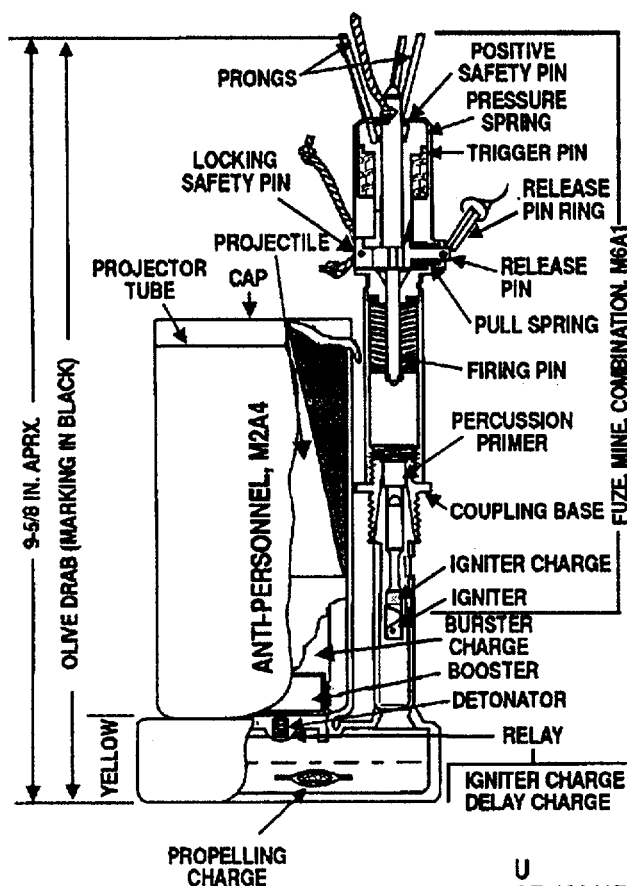 PRONGS
POSITIVE
SAFETY PIN
PRESSURE
SPRING
TRIGGER PIN
LOCKING
SAFETY PIN
RELEASE
PIN RING
PROJECTILE
PROJECTOR
TUBE
CAP
RELEASE
PIN
PULL SPRING
FIRING PIN
PERCUSSION
PRIMER
COUPLING BASE
IGNITER CHARGE
IGNITER
BURSTER
CHARGE
BOOSTER
DETONATOR
RELAY
IGNITER CHARGE
DELAY CHARGE
PROPELLING
CHARGE
9-5/8 IN. APRX.
OLIVE DRAB (MARKING IN BLACK)
YELLOW
ANTI-PERSONNEL, M2A4
FUZE, MINE, COMBINATION, M6A1
U